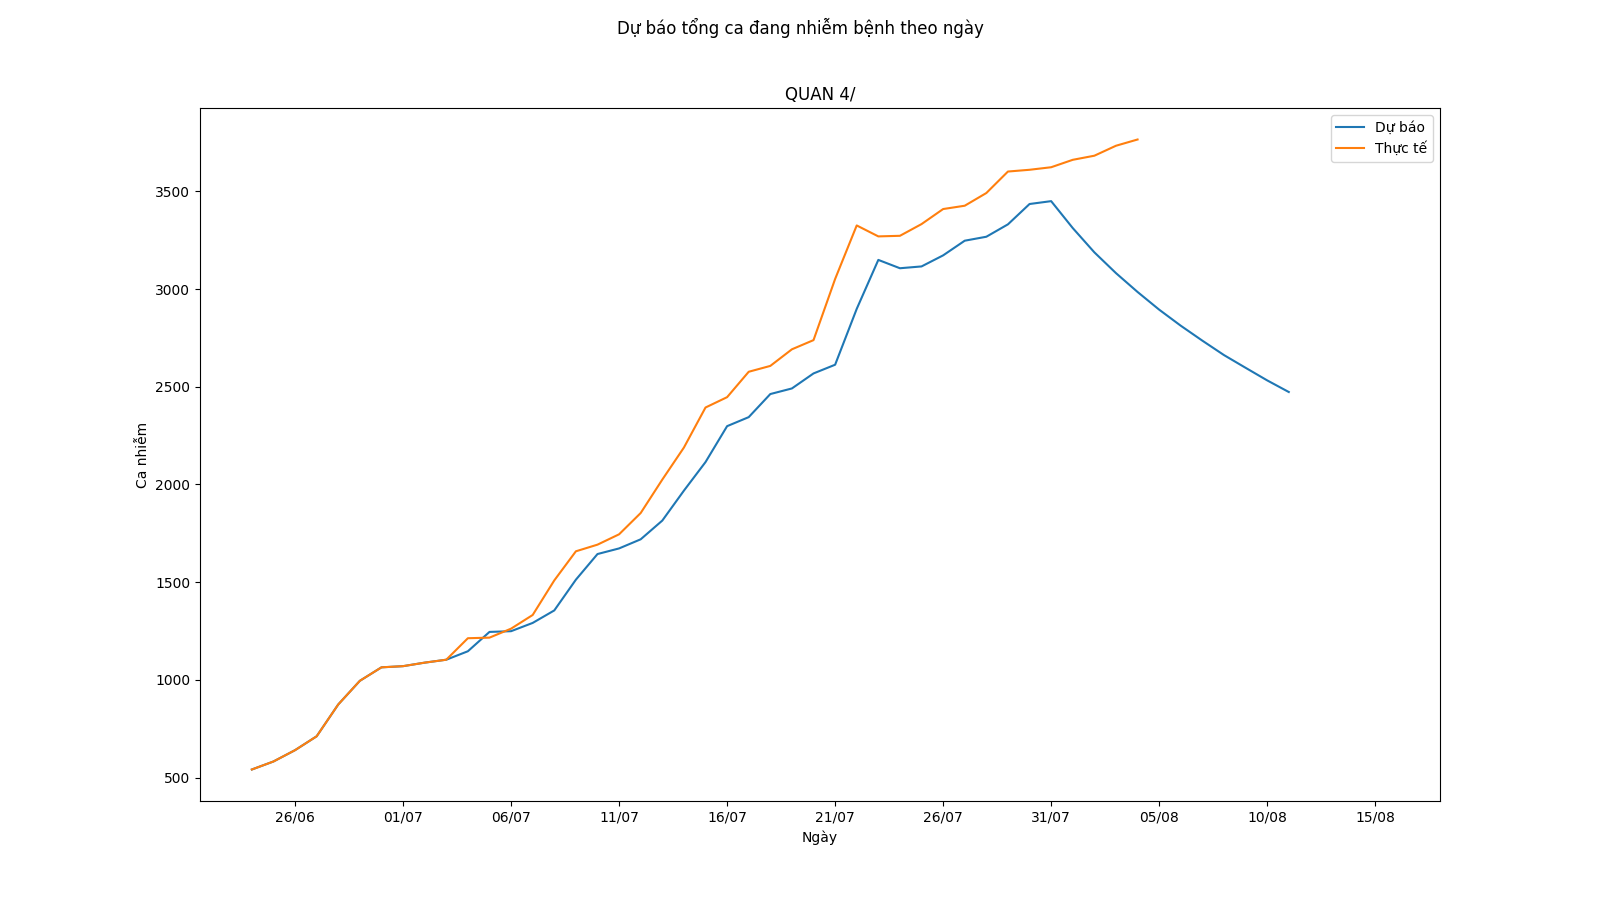 Dự báo tổng ca đang nhiễm bệnh theo ngày
QUAN 4/
Dự báo
Thực tế
3500
3000
2500
2000
1500
1000
500
Ca nhiễm
26/06 01/07 06/07 11/07 16/07 21/07 26/07 31/07 05/08 10/08 15/08
Ngày